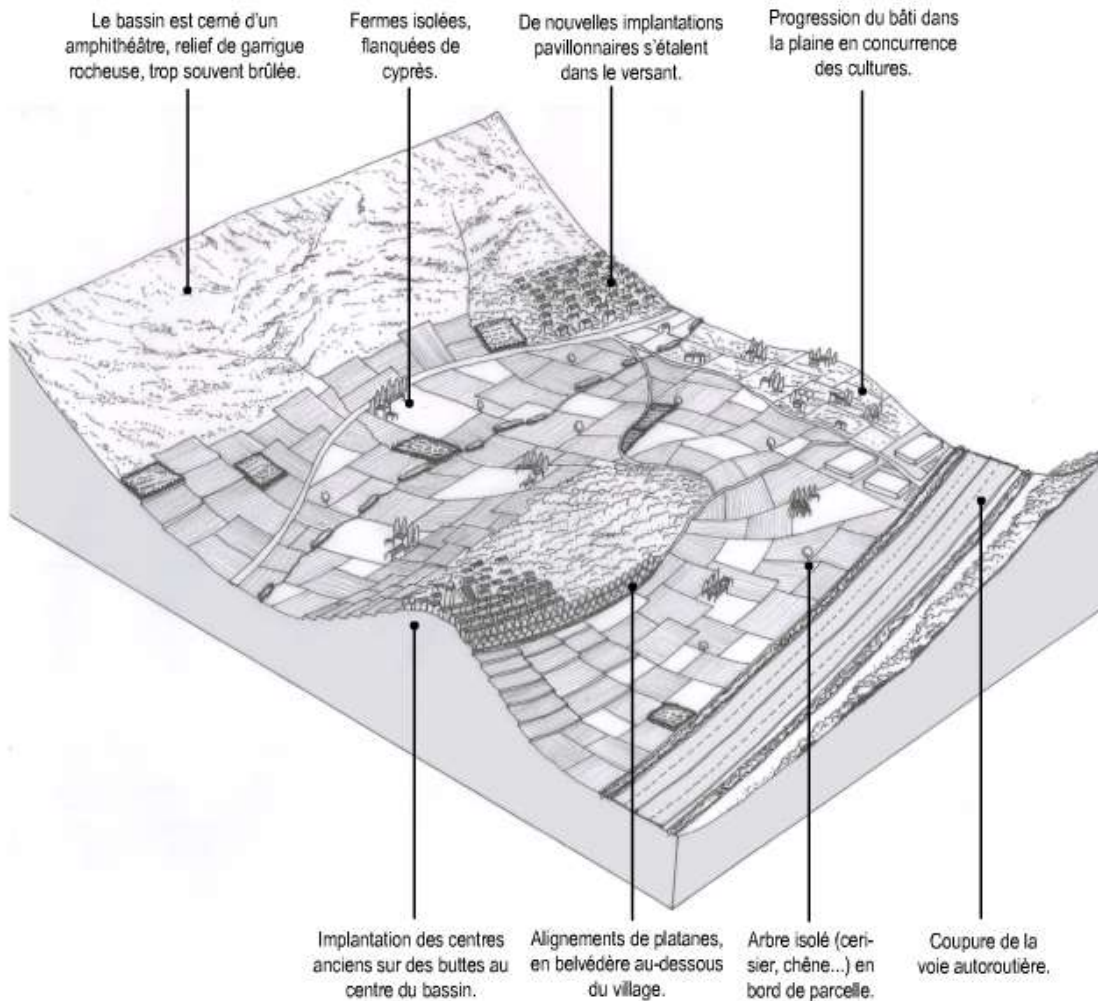 Le bassin est cerné d'un
amphithéâtre, relief de garrigue
rocheuse, trop souvent brûlée.
Fermes isolées,
flanquées de
cyprès.
De nouvelles implantations
pavillonnaires s'étalent
dans le versant.
Progression du bâti dans
la plaine en concurrence
des cultures.
Implantation des centres
anciens sur des buttes au
centre du bassin.
Alignements de platanes,
en belvédère au-dessous
du village.
Arbre isolé (ceri-
sier, chêne...) en
bord de parcelle.
Coupure de la
voie autoroutière.